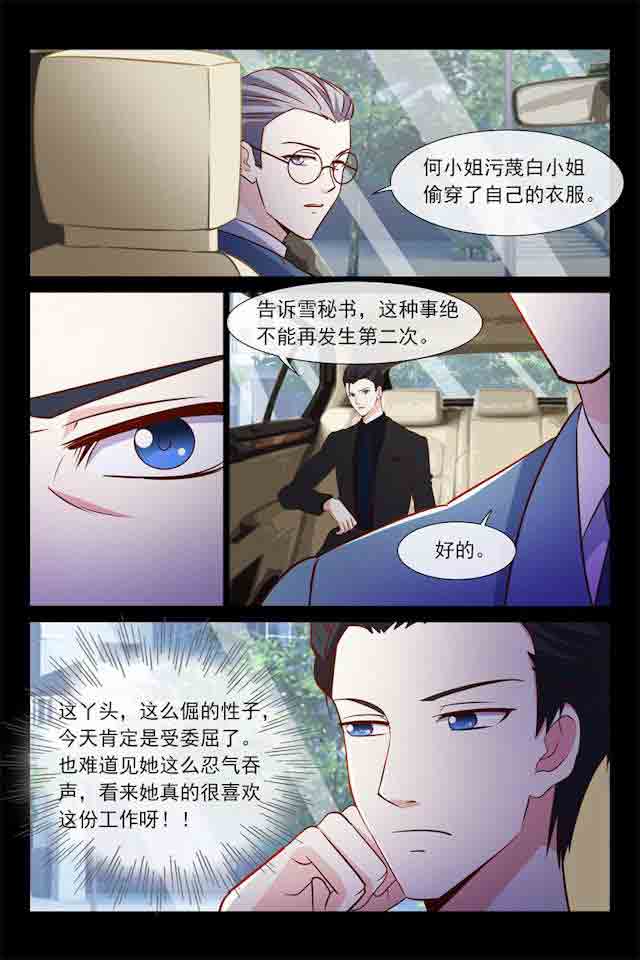 何小姐污蔑白小姐
偷穿了自己的衣服。
告诉雪秘书，这种事绝
不能再发生第二次。
好的。
这丫头，这么倔的性子，
今天肯定是受委屈了。
也难道见她这么忍气吞
声，看来她真的很喜欢
这份工作呀！！